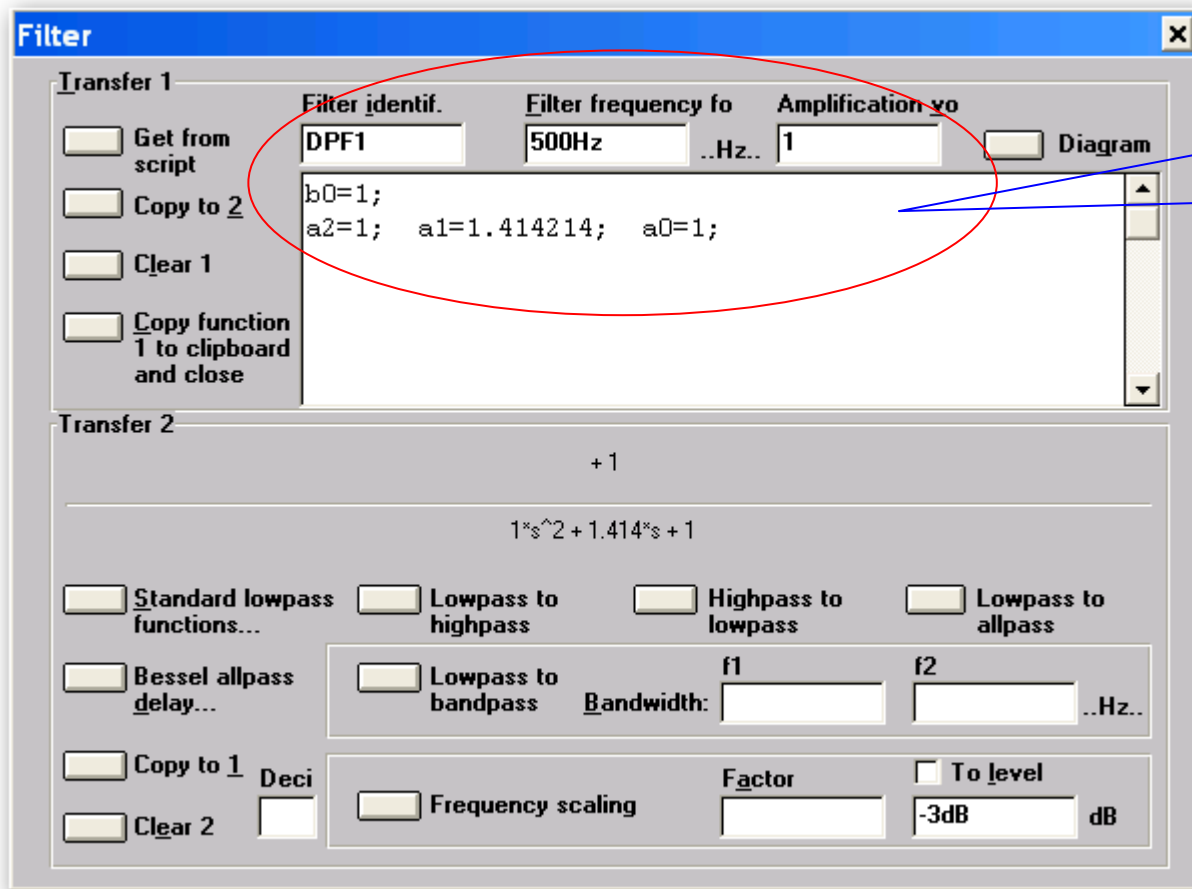 Filter
Transfer 1
Filter identif. Filter frequency fo Amplification vo
Get from
script
DPF1 500Hz ..Hz.. 1 Diagram
Copy to 2
b0=1;
a2=1; a1=1.414214; a0=1;
Clear 1
Copy function
1 to clipboard
and close
Transfer 2
+ 1
1*s^2 + 1.414*s + 1
Standard lowpass
functions...
Lowpass to
highpass
Highpass to
lowpass
Lowpass to
allpass
Bessel allpass
delay...
Lowpass to
bandpass
Bandwidth:
f1 f2
..Hz..
Copy to 1
Deci
Clear 2
Frequency scaling
Factor
To level
-3dB dB